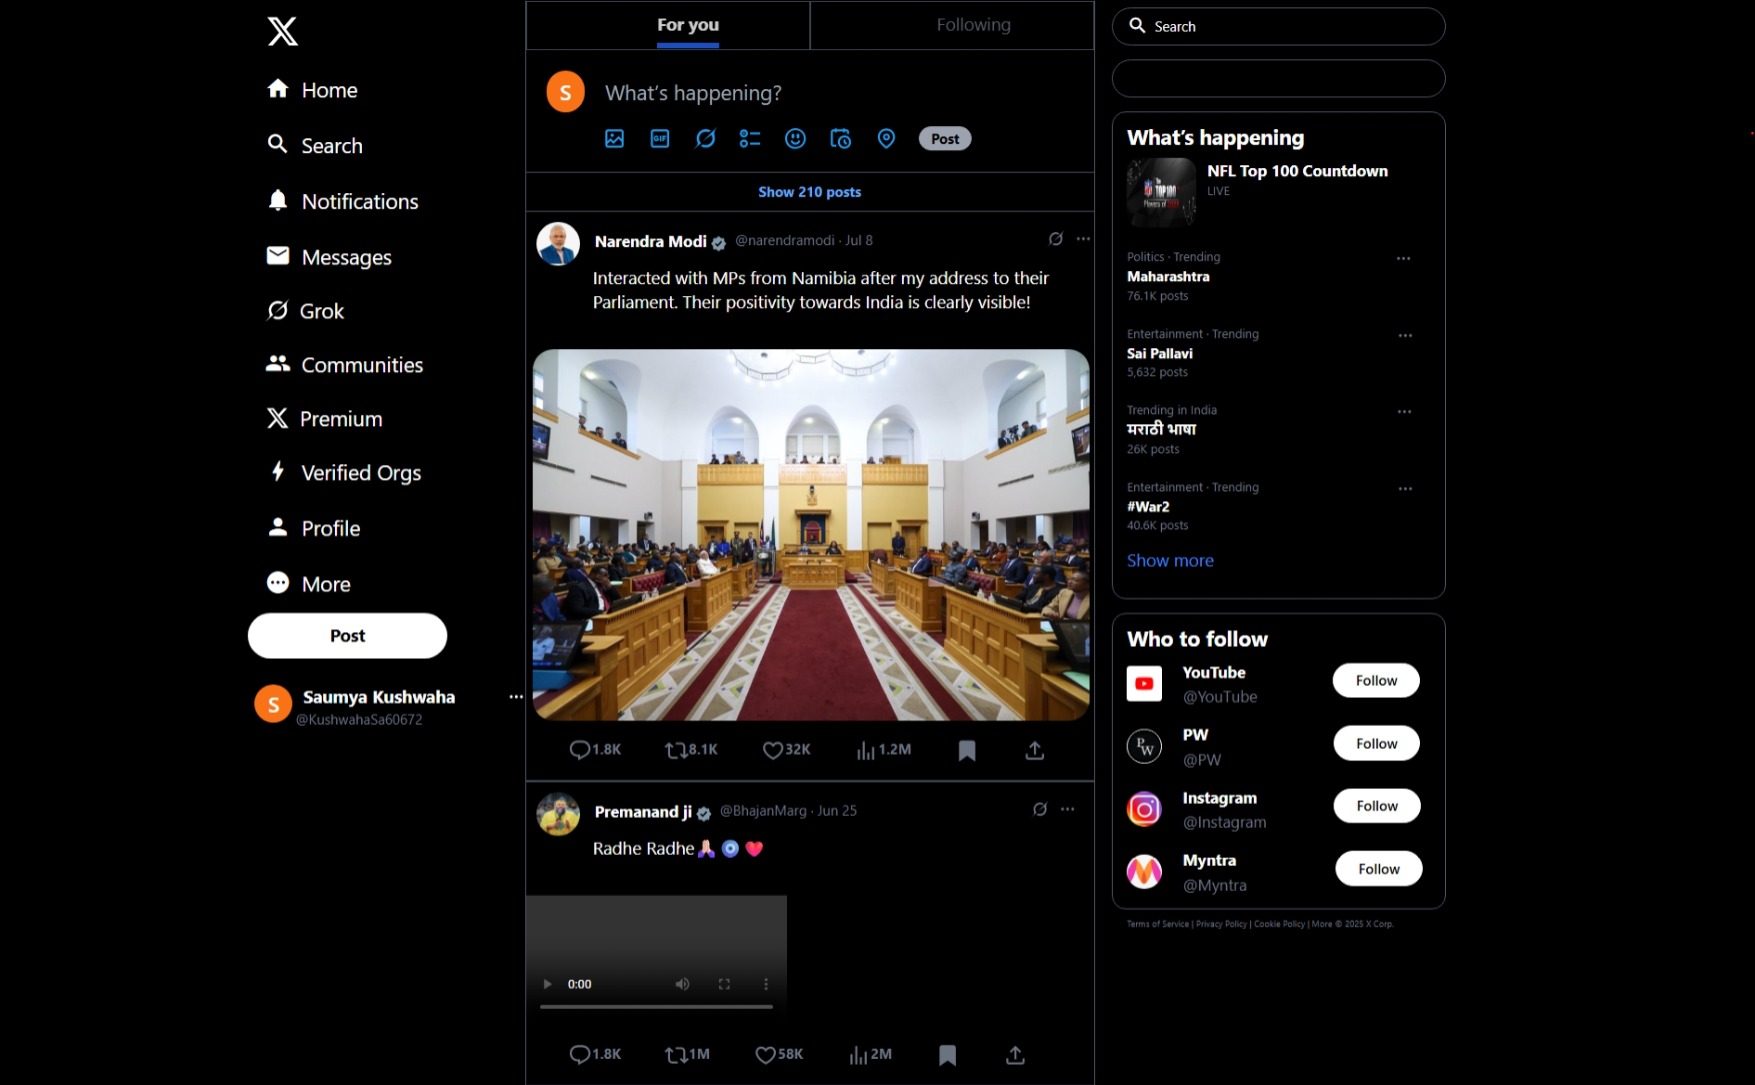 Home
Search
Notifications
Messages
Grok
Communities
Premium
Verified Orgs
Profile
More
Post
S
Saumya Kushwaha
@KushwahaSa60672
For you
Following
S
What's happening?
GIF
Post
Show 210 posts
Narendra Modi @narendramodi · Jul 8
Interacted with MPs from Namibia after my address to their
Parliament. Their positivity towards India is clearly visible!
1.8K 8.1K 32K 1.2M
Premanand ji @BhajanMarg · Jun 25
Radhe Radhe🙏🏻 🧿 💗
0:00
1.8K 1M 58K 2M
Search
What's happening
NFL Top 100 Countdown
LIVE
Politics · Trending
Maharashtra
76.1K posts
Entertainment · Trending
Sai Pallavi
5,632 posts
Trending in India
मराठी भाषा
26K posts
Entertainment · Trending
#War2
40.6K posts
Show more
Who to follow
YouTube
@YouTube
Follow
PW
PW
@PW
Follow
Instagram
@Instagram
Follow
Myntra
@Myntra
Follow
Terms of Service | Privacy Policy | Cookie Policy | More © 2025 X Corp.